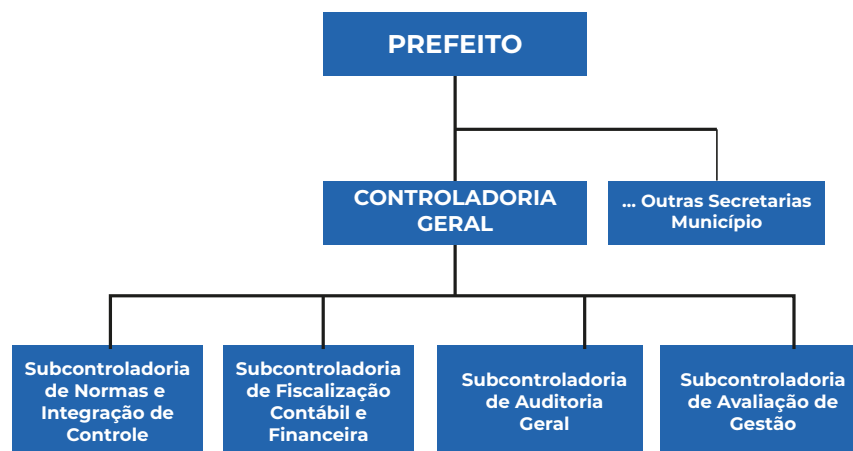 PREFEITO
CONTROLADORIA
GERAL
... Outras Secretarias
Município
Subcontroladoria
de Normas e
Integração de
Controle
Subcontroladoria
de Fiscalização
Contábil e
Financeira
Subcontroladoria
de Auditoria
Geral
Subcontroladoria
de Avaliação de
Gestão